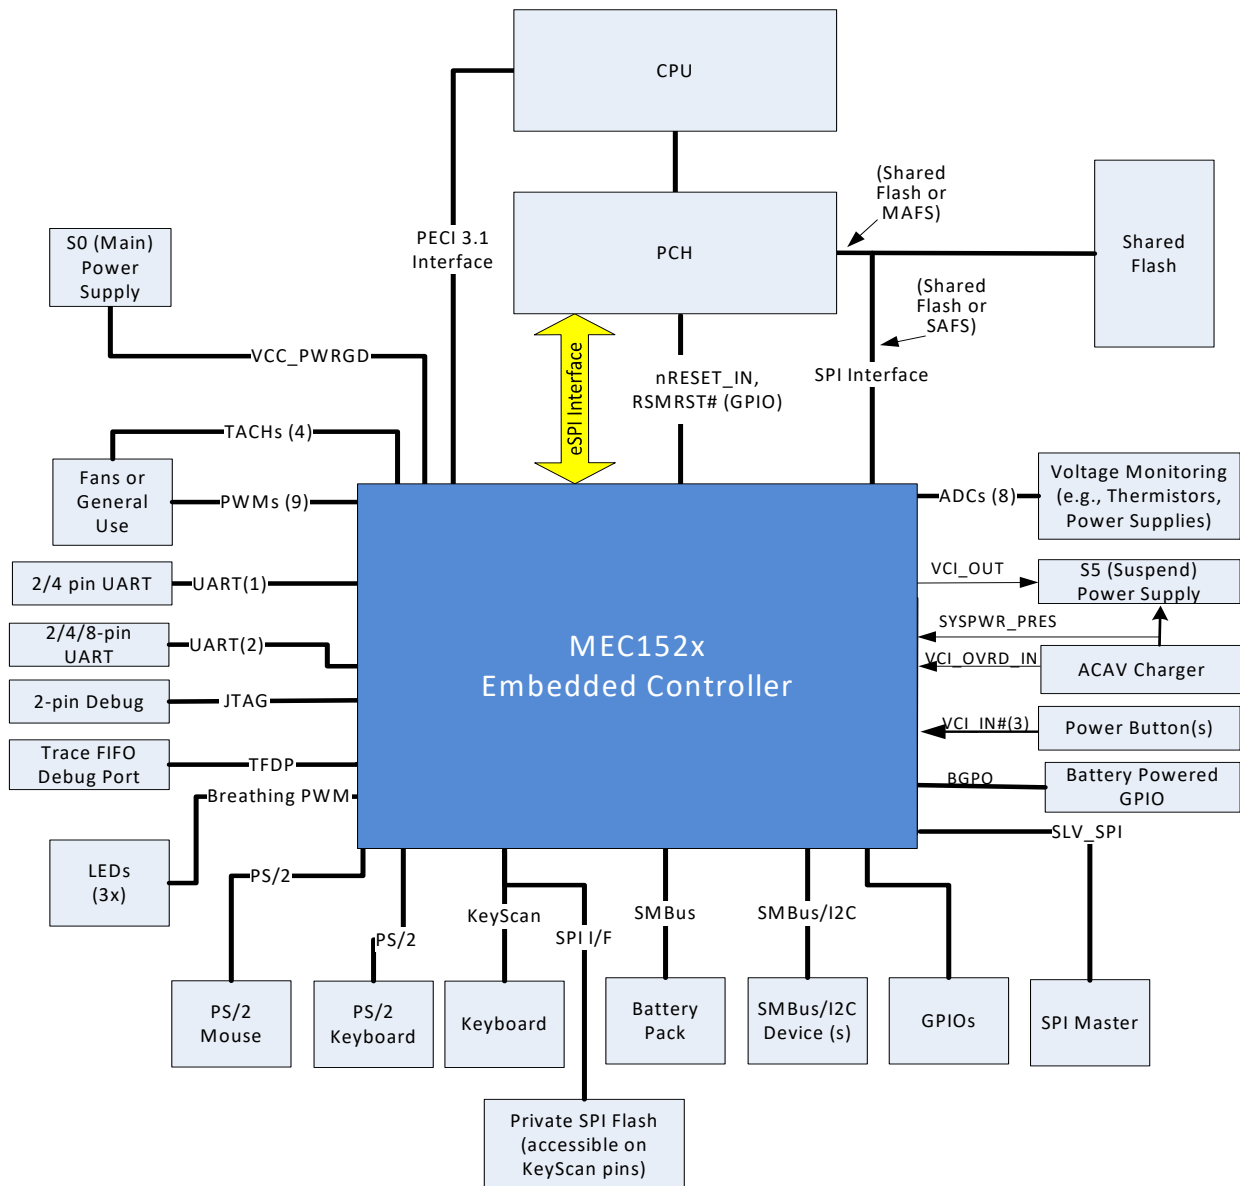 CPU
(Shared
Flash or
MAFS)
PECI 3.1
Interface
PCH
Shared
Flash
S0 (Main)
Power
Supply
(Shared
Flash or
SAFS)
VCC_PWRGD
eSPI Interface
nRESET_IN,
RSMRST# (GPIO)
SPI Interface
TACHs (4)
Fans or
General
Use
PWMs (9)
ADCs (8)
Voltage Monitoring
(e.g., Thermistors,
Power Supplies)
2/4 pin UART
UART(1)
VCI_OUT
S5 (Suspend)
Power Supply
SYSPWR_PRES
2/4/8-pin
UART
UART(2)
MEC152x
Embedded Controller
VCI_OVRD_IN
ACAV Charger
2-pin Debug
JTAG
VCI_IN#(3)
Power Button(s)
Trace FIFO
Debug Port
TFDP
BGPO
Battery Powered
GPIO
Breathing PWM
SLV_SPI
LEDs
(3x)
PS/2
PS/2
KeyScan
SPI I/F
SMBus
SMBus/I2C
PS/2
Mouse
PS/2
Keyboard
Keyboard
Battery
Pack
SMBus/I2C
Device (s)
GPIOs
SPI Master
Private SPI Flash
(accessible on
KeyScan pins)